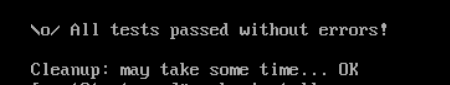 \o/ All tests passed without errors!
Cleanup: may take some time... OK